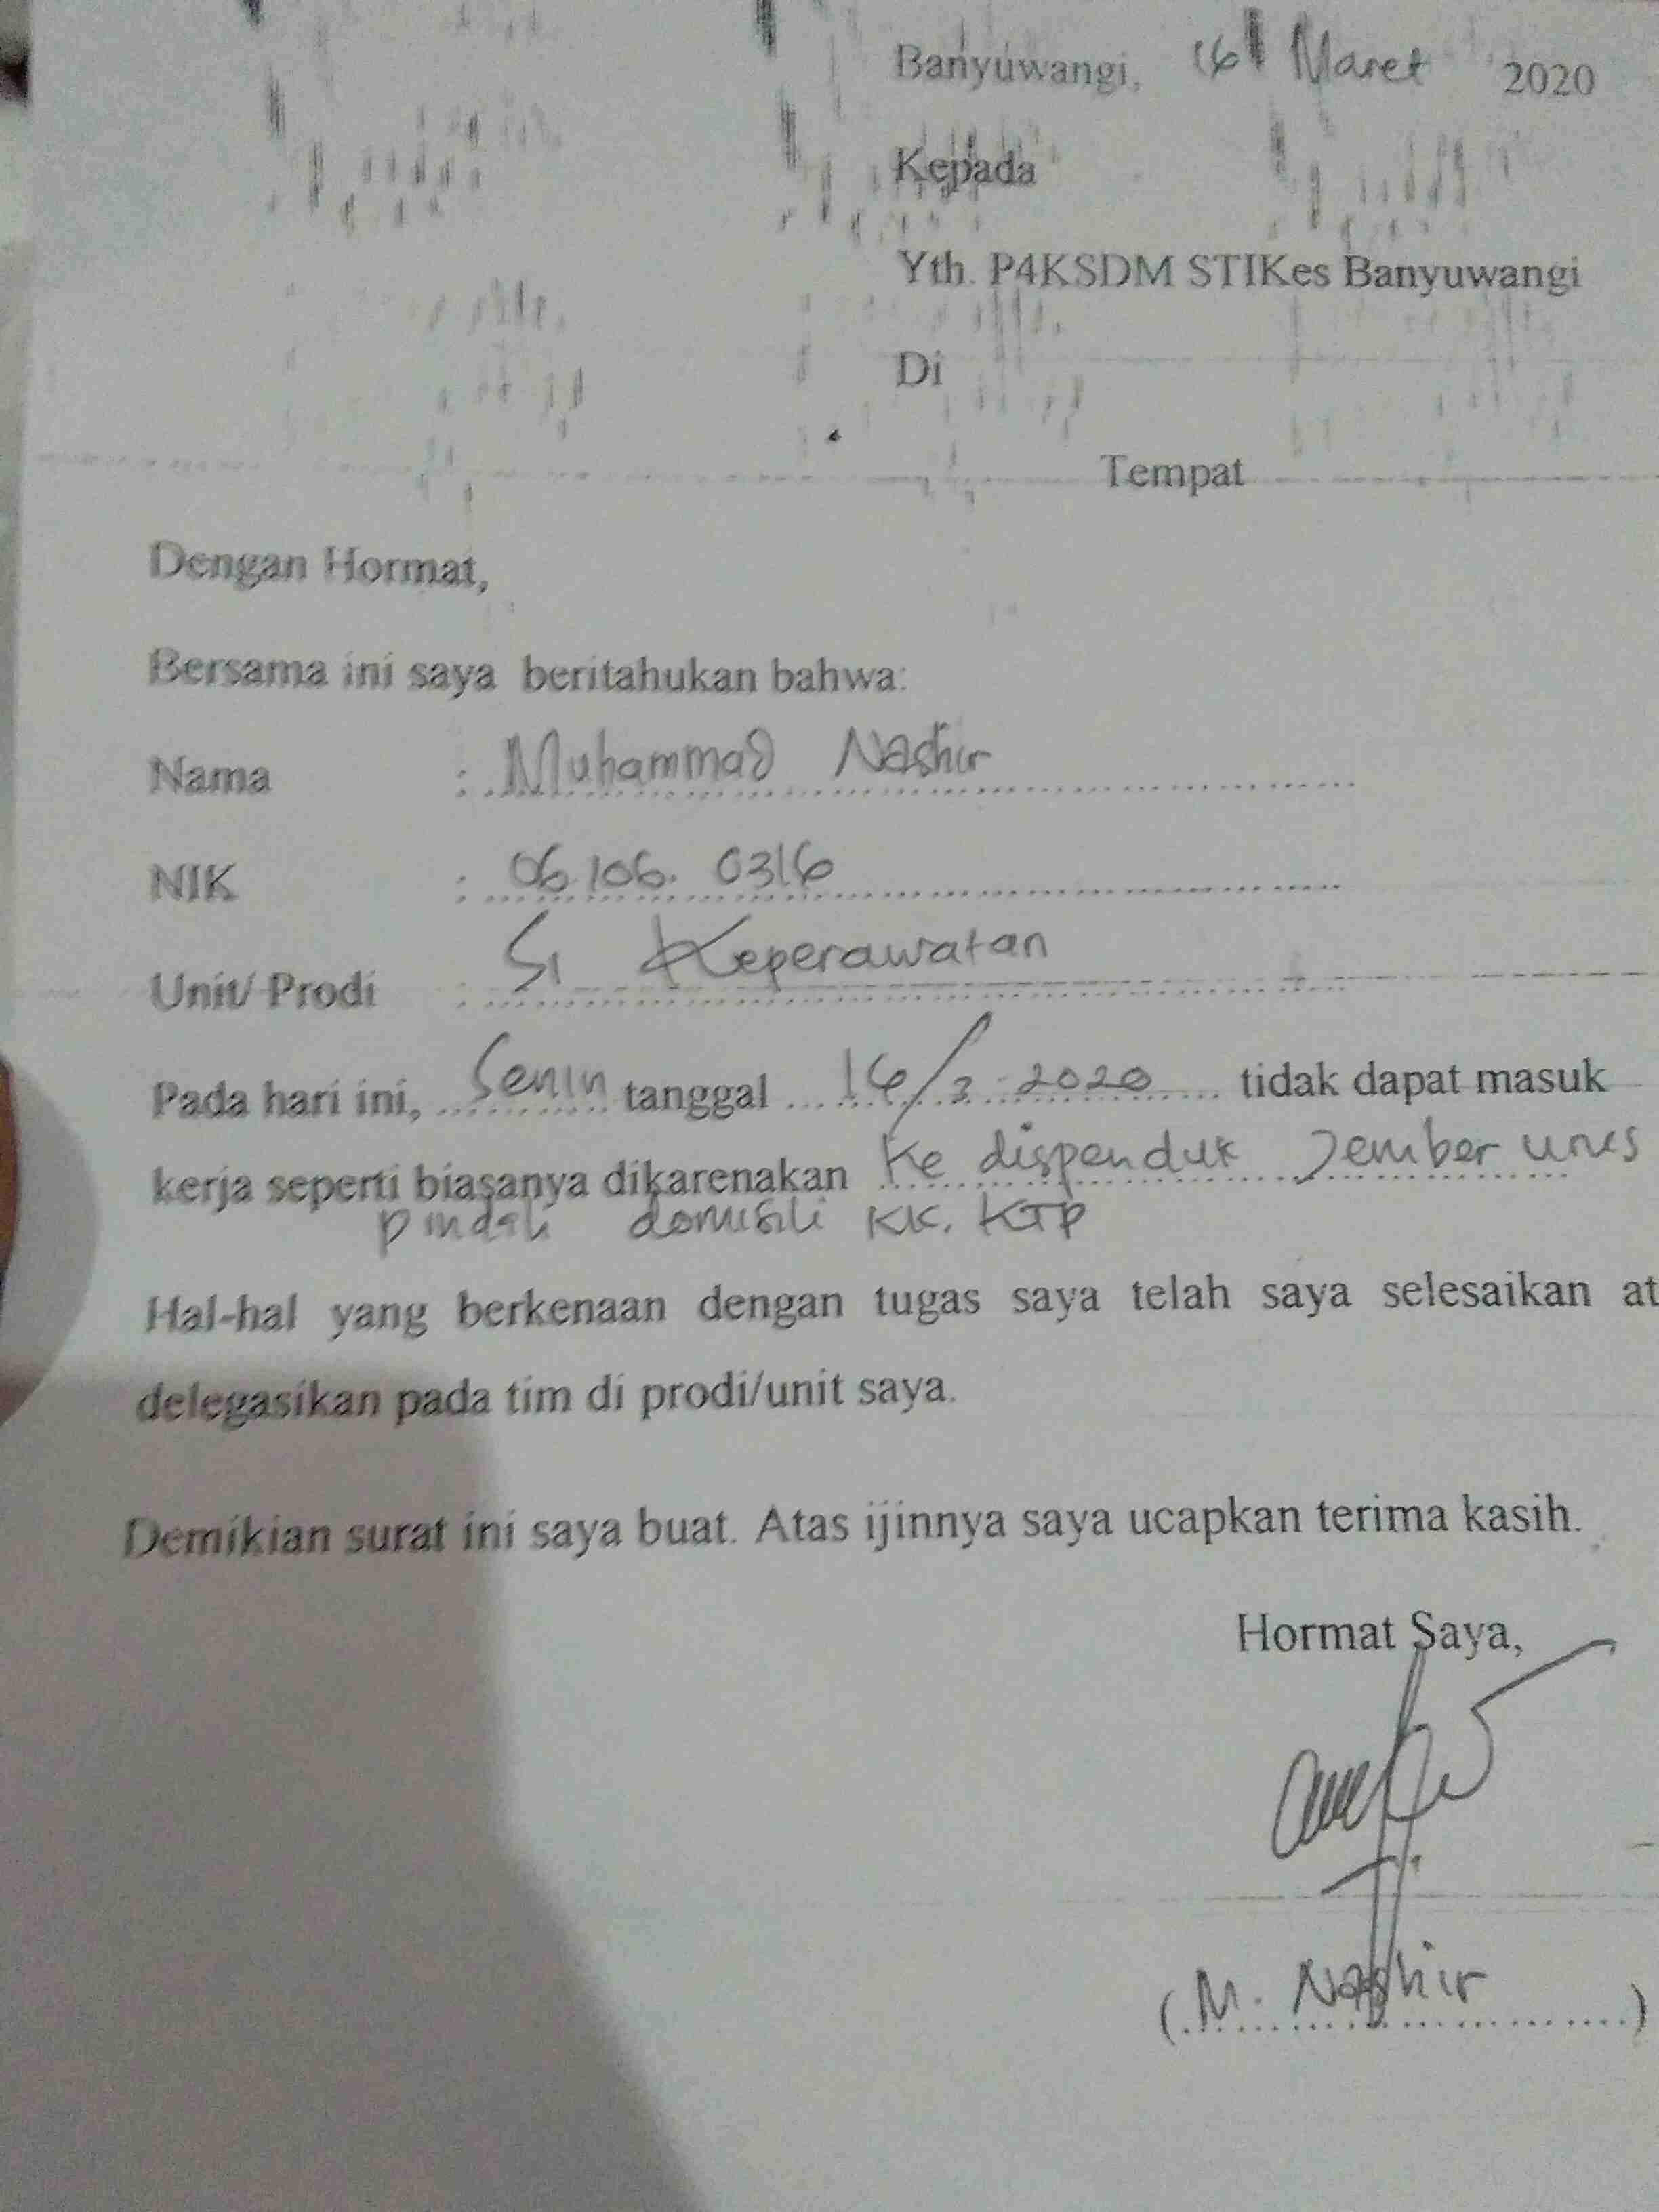 Banyuwangi, 16 Maret 2020
Kepada
Yth. P4KSDM STIKes Banyuwangi
Di
Tempat
Dengan Hormat,
Bersama ini saya beritahukan bahwa:
Nama : Muhammad Nashir
NIK : 06.106. 0316
Unit/ Prodi : S1 Keperawatan
Pada hari ini, Senin tanggal 16/3-2020 tidak dapat masuk
kerja seperti biasanya dikarenakan Ke dispenduk Jember urus
pindah domisili KK. KTP
Hal-hal yang berkenaan dengan tugas saya telah saya selesaikan at
delegasikan pada tim di prodi/unit saya.
Demikian surat ini saya buat. Atas ijinnya saya ucapkan terima kasih.
Hormat Saya,
(M. Nashir)